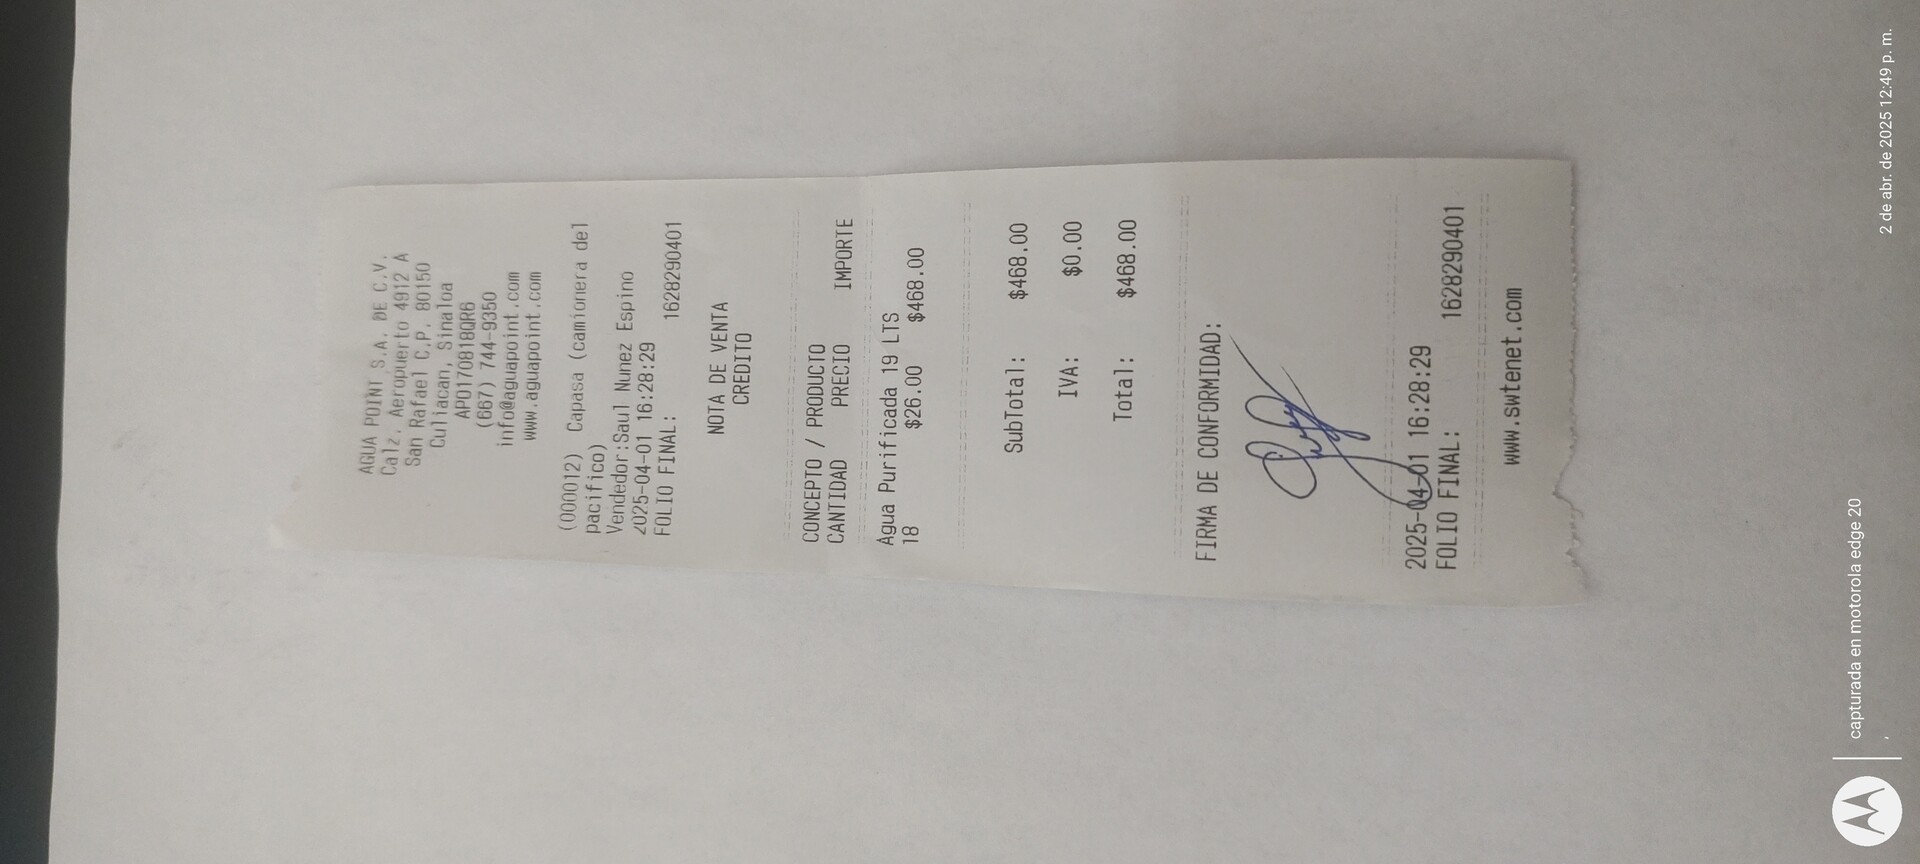 AGUA POINT S.A. DE C.V.
Calz. Aeropuerto 4912 A
San Rafael C.P. 80150
Culiacan, Sinaloa
APO170818QR6
(667) 744-9350
info@aguapoint.com
www.aguapoint.com
(000012) Capasa (camionera del
pacifico)
Vendedor:Saul Nunez Espino
2025-04-01 16:28:29
FOLIO FINAL: 1628290401
NOTA DE VENTA
CREDITO
CONCEPTO / PRODUCTO
CANTIDAD PRECIO IMPORTE
Agua Purificada 19 LTS
18 $26.00 $468.00
SubTotal: $468.00
IVA: $0.00
Total: $468.00
FIRMA DE CONFORMIDAD:
2025-04-01 16:28:29
FOLIO FINAL: 1628290401
www.swtenet.com
capturada en motorola edge 20
, 2 de abr. de 2025 12:49 p. m.